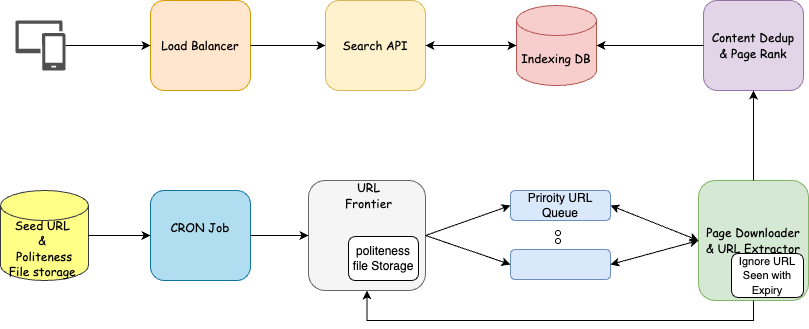 Load Balancer
Search API
Indexing DB
Content Dedup
& Page Rank
Seed URL
&
Politeness
File storage
CRON Job
URL
Frontier
politeness
file Storage
Priroity URL
Queue
Page Downloader
& URL Extractor
Ignore URL
Seen with
Expiry